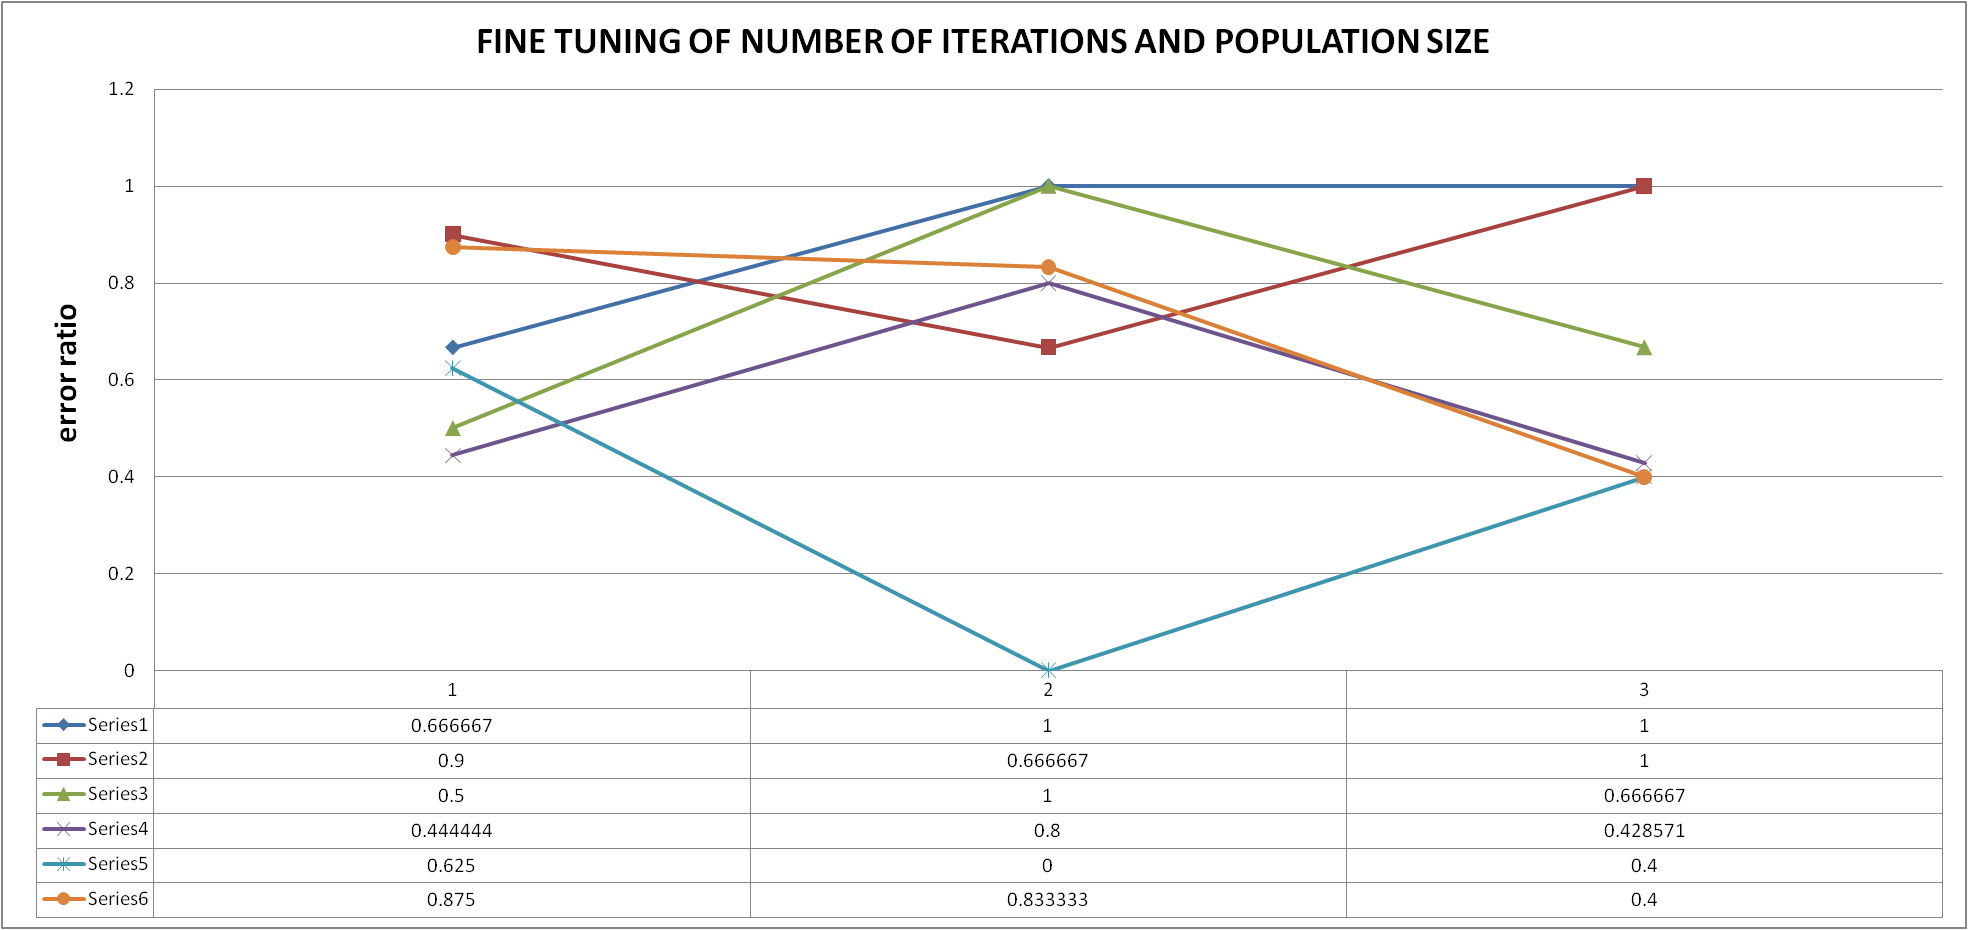 FINE TUNING OF NUMBER OF ITERATIONS AND POPULATION SIZE
error ratio
1.2
1
0.8
0.6
0.4
0.2
0
1 2 3
Series1 0.666667 1 1
Series2 0.9 0.666667 1
Series3 0.5 1 0.666667
Series4 0.444444 0.8 0.428571
Series5 0.625 0 0.4
Series6 0.875 0.833333 0.4